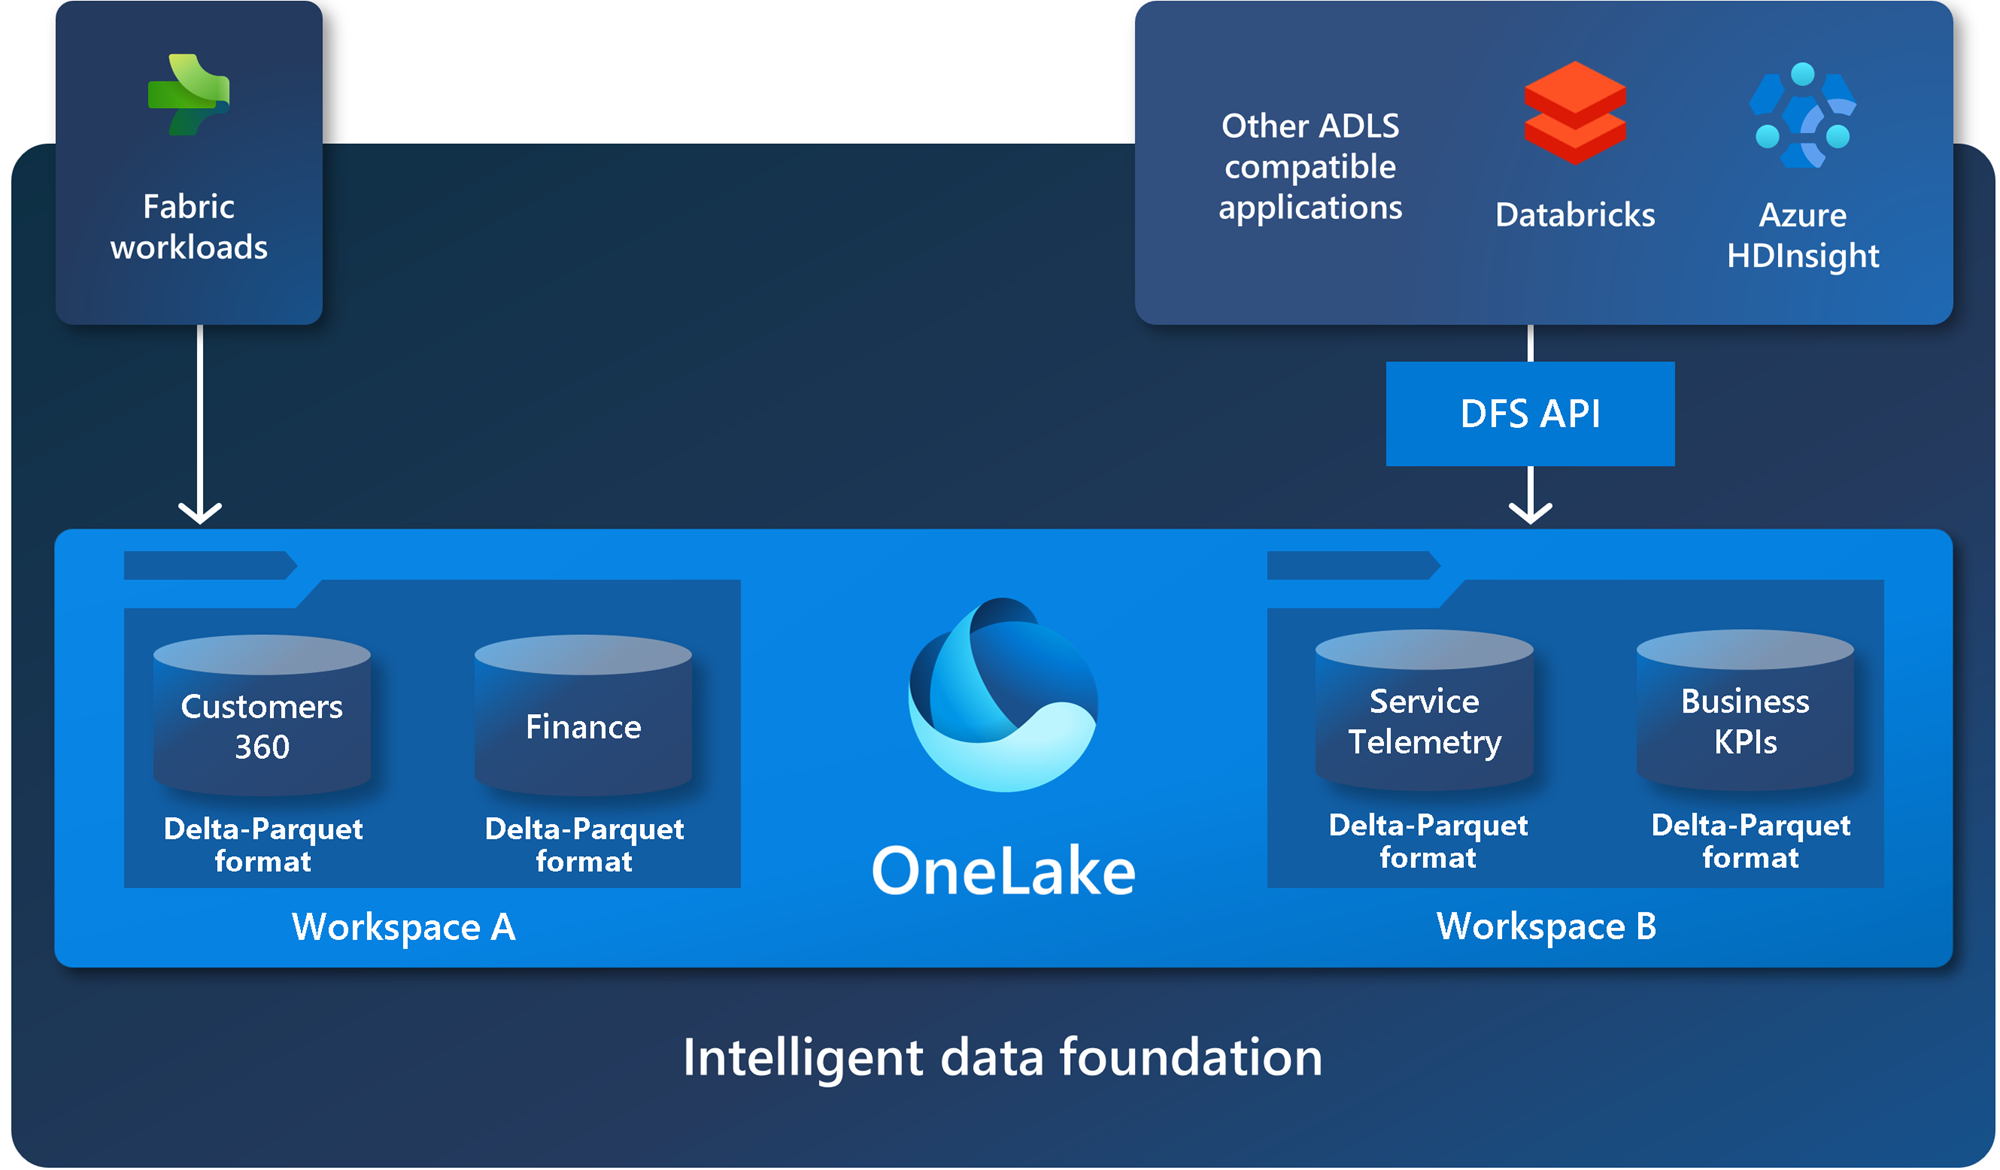 Fabric
workloads
Other ADLS
compatible
applications
Databricks
Azure
HDInsight
DFS API
Customers
360
Delta-Parquet
format
Finance
Delta-Parquet
format
Workspace A
OneLake
Service
Telemetry
Delta-Parquet
format
Business
KPIs
Delta-Parquet
format
Workspace B
Intelligent data foundation